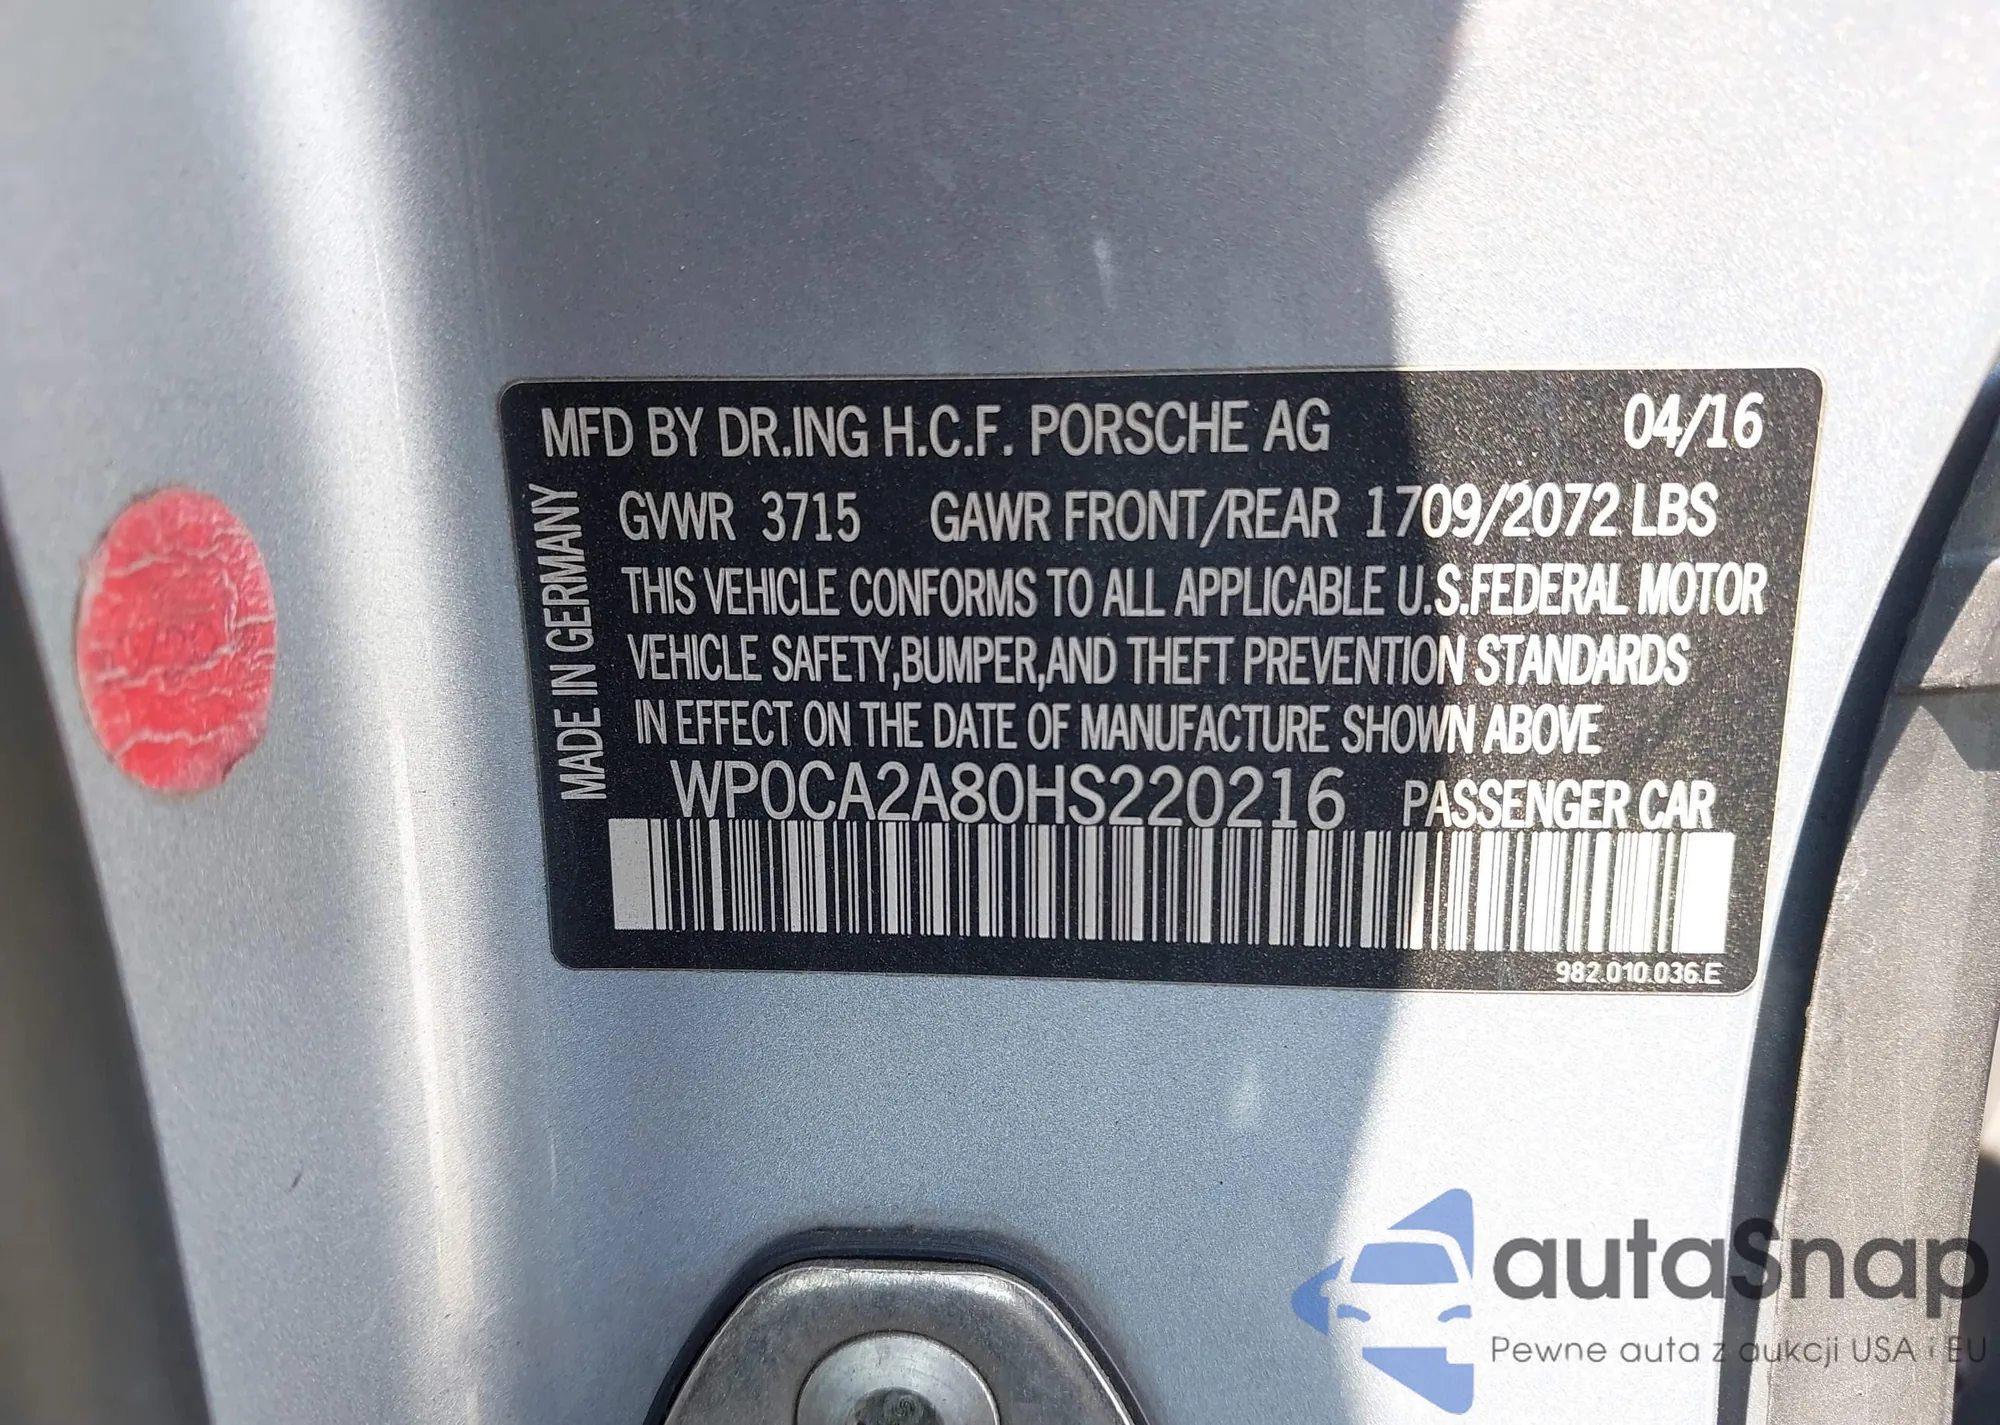 MFD BY DR.ING H.C.F. PORSCHE AG 04/16
GVWR 3715 GAWR FRONT/REAR 1709/2072 LBS
THIS VEHICLE CONFORMS TO ALL APPLICABLE U.S.FEDERAL MOTOR
VEHICLE SAFETY,BUMPER,AND THEFT PREVENTION STANDARDS
IN EFFECT ON THE DATE OF MANUFACTURE SHOWN ABOVE
WP0CA2A80HS220216 PASSENGER CAR
MADE IN GERMANY
982.010.036.E
autaSnap
Pewne auta z aukcji USA i EU